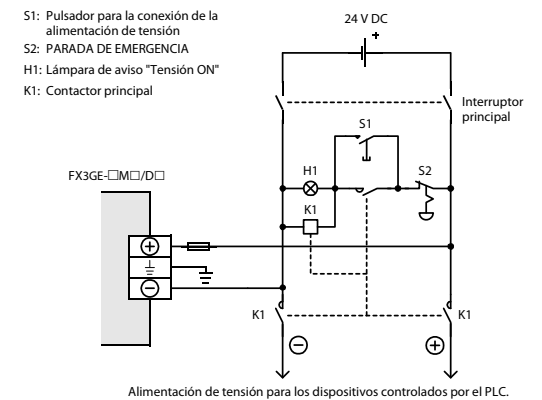 S1: Pulsador para la conexión de la
alimentación de tensión
S2: PARADA DE EMERGENCIA
H1: Lámpara de aviso "Tensión ON"
K1: Contactor principal
24 V DC
+
Interruptor
principal
S1
FX3GE-□M□/D□
H1
S2
K1
K1
K1
Alimentación de tensión para los dispositivos controlados por el PLC.